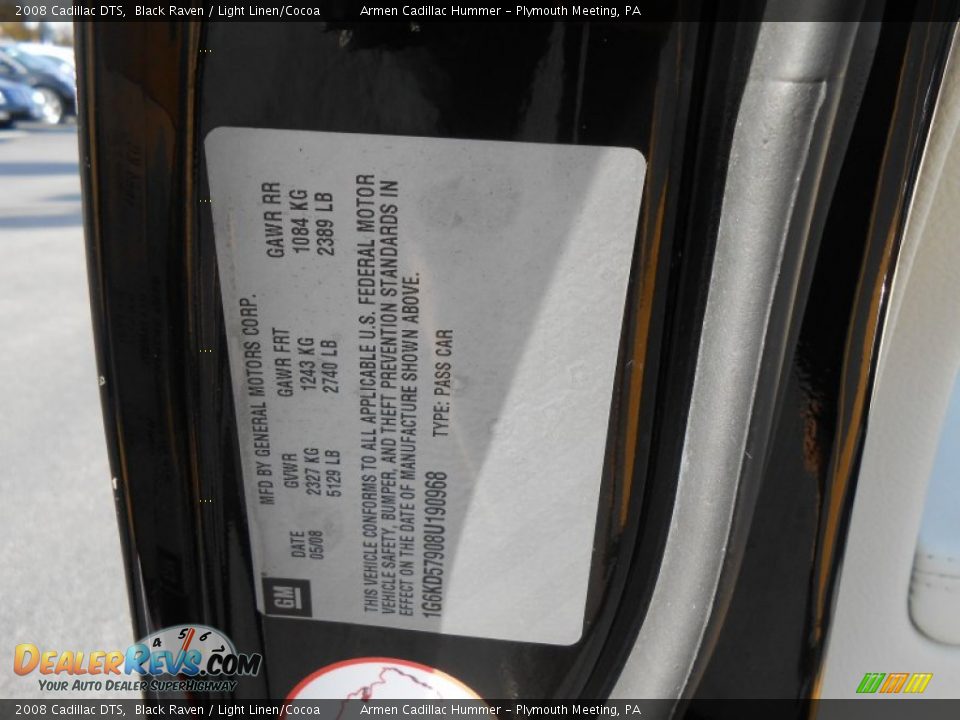 2008 Cadillac DTS, Black Raven / Light Linen/Cocoa Armen Cadillac Hummer - Plymouth Meeting, PA
MFD BY GENERAL MOTORS CORP.
DATE GVWR GAWR FRT GAWR RR
05/08 2327 KG 1243 KG 1084 KG
5129 LB 2740 LB 2389 LB
GM
THIS VEHICLE CONFORMS TO ALL APPLICABLE U.S. FEDERAL MOTOR
VEHICLE SAFETY, BUMPER, AND THEFT PREVENTION STANDARDS IN
EFFECT ON THE DATE OF MANUFACTURE SHOWN ABOVE.
1G6KD57908U190968 TYPE: PASS CAR
4 5 6
DEALERREVS.COM
YOUR AUTO DEALER SUPERHIGHWAY
2008 Cadillac DTS, Black Raven / Light Linen/Cocoa Armen Cadillac Hummer - Plymouth Meeting, PA